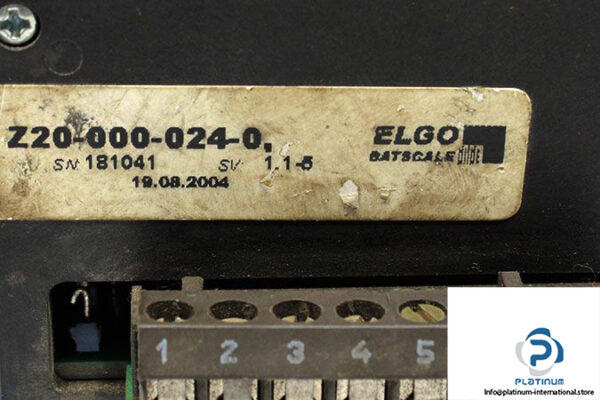 Z20-000-024-0,
ELGO
BATSCALE
SN 181041 SV 1.1-5
19.08.2004
1 2 3 4 5
PLATINUM
Info@platinum-international.store